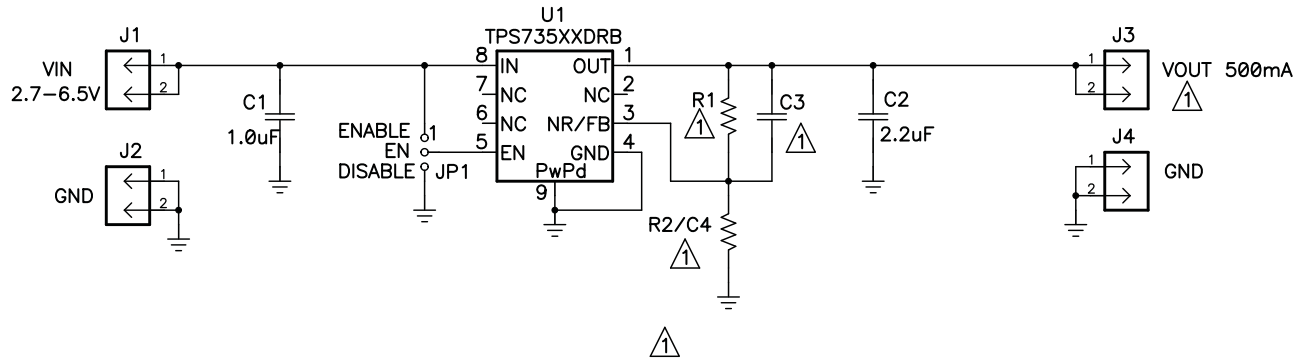 U1
TPS735XXDRB
J1
VIN
2.7-6.5V
1
2
C1
1.0uF
ENABLE
1
EN
DISABLE
JP1
8
IN
OUT
1
7
NC
NC
2
6
NC
NR/FB
3
5
EN
GND
4
PwPd
9
R1
1
C3
1
C2
2.2uF
R2/C4
1
J3
1
2
VOUT 500mA
1
J2
GND
1
2
J4
1
2
GND
1